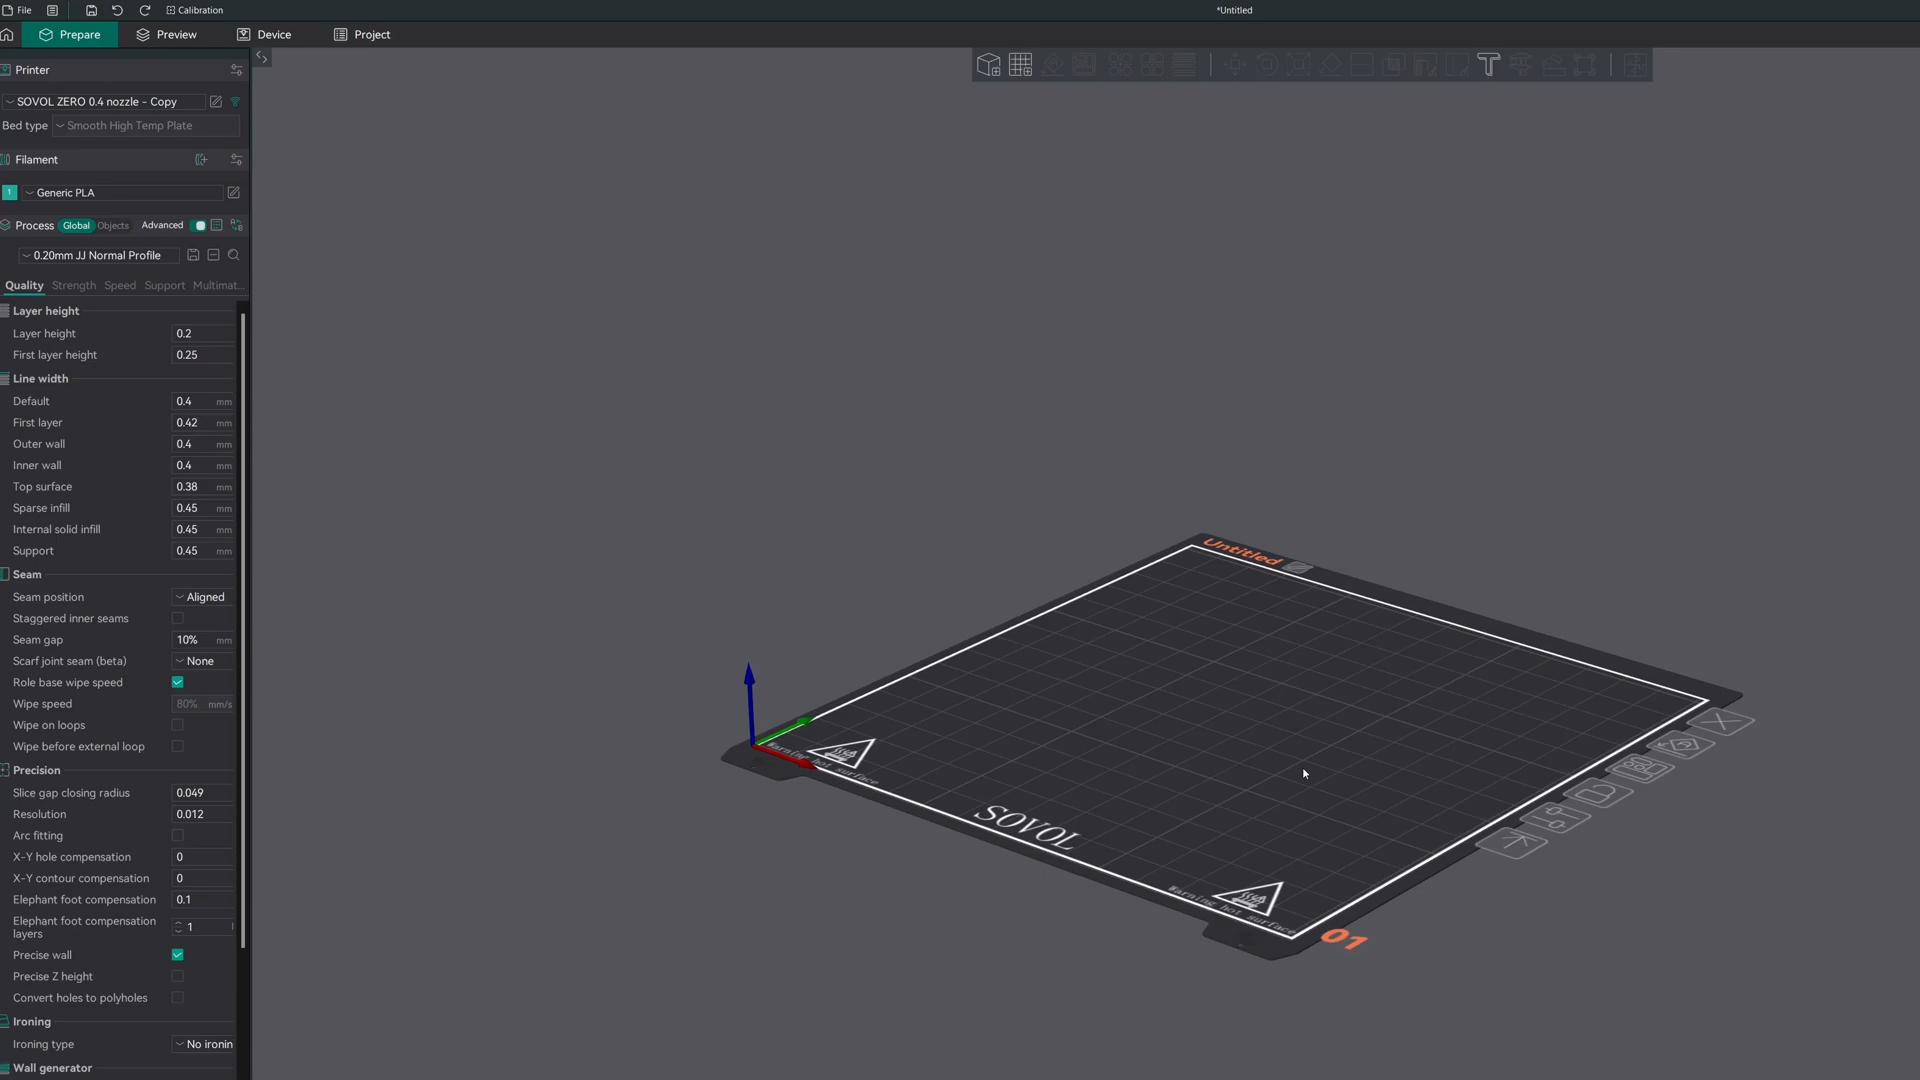 File
Calibration
*Untitled
Prepare
Preview
Device
Project
Printer
SOVOL ZERO 0.4 nozzle - Copy
Bed type
Smooth High Temp Plate
Filament
1
Generic PLA
Process
Global
Objects
Advanced
0.20mm JJ Normal Profile
Quality
Strength
Speed
Support
Multimat...
Layer height
Layer height
0.2
First layer height
0.25
Line width
Default
0.4
mm
First layer
0.42
mm
Outer wall
0.4
mm
Inner wall
0.4
mm
Top surface
0.38
mm
Sparse infill
0.45
mm
Internal solid infill
0.45
mm
Support
0.45
mm
Seam
Seam position
Aligned
Staggered inner seams
Seam gap
10%
mm
Scarf joint seam (beta)
None
Role base wipe speed
Wipe speed
80%
mm/s
Wipe on loops
Wipe before external loop
Precision
Slice gap closing radius
0.049
Resolution
0.012
Arc fitting
X-Y hole compensation
0
X-Y contour compensation
0
Elephant foot compensation
0.1
Elephant foot compensation
layers
1
Precise wall
Precise Z height
Convert holes to polyholes
Ironing
Ironing type
No ironin
Wall generator
Untitled
Warning hot surface
SOVOL
Warning hot surface
01